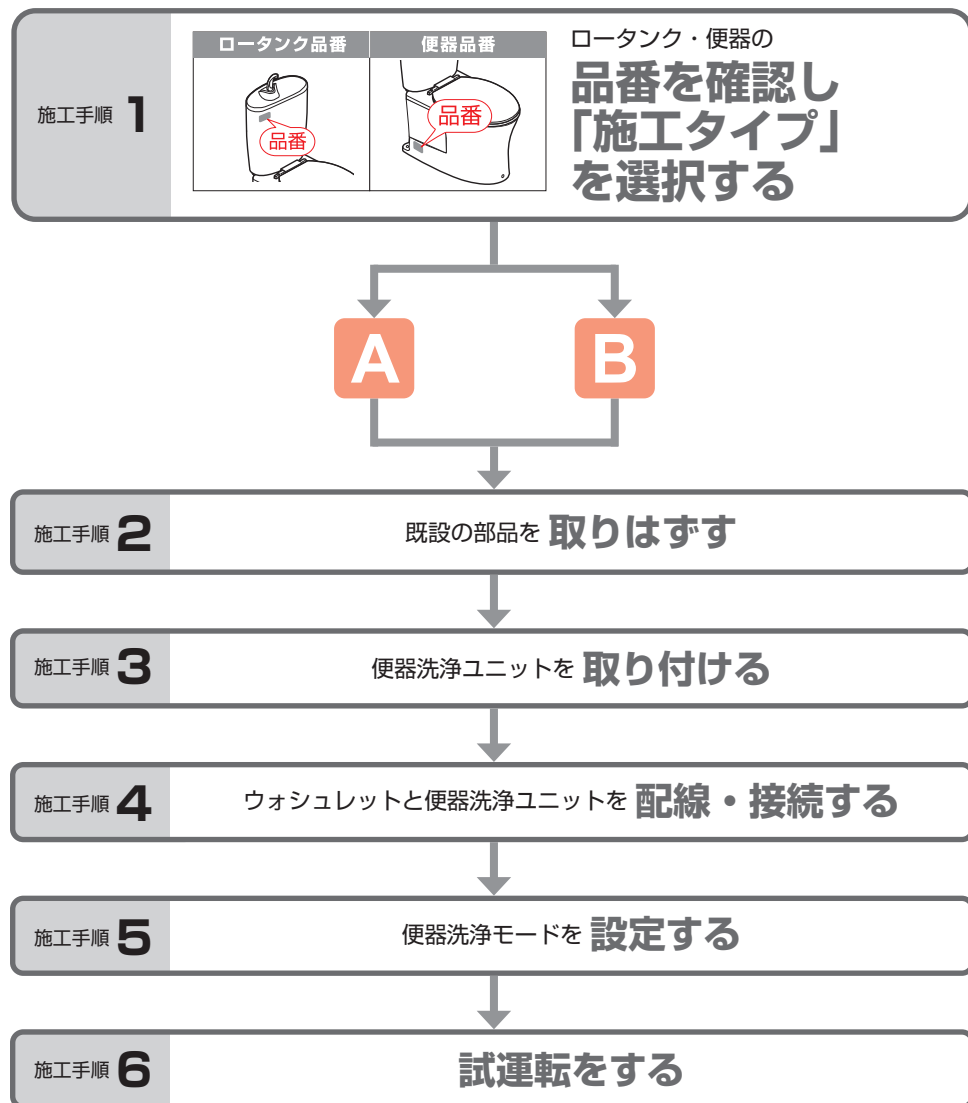 施工手順 1
ロータンク品番
便器品番
品番
品番
ロータンク・便器の
品番を確認し
「施工タイプ」
を選択する
A
B
施工手順 2
既設の部品を 取りはずす
施工手順 3
便器洗浄ユニットを 取り付ける
施工手順 4
ウォシュレットと便器洗浄ユニットを 配線・接続する
施工手順 5
便器洗浄モードを 設定する
施工手順 6
試運転をする